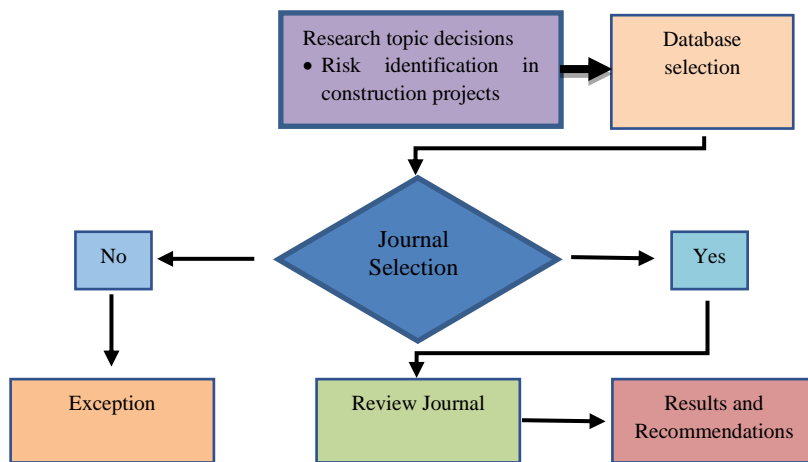 Research topic decisions
• Risk identification in
construction projects
Database
selection
Journal
Selection
No
Yes
Exception
Review Journal
Results and
Recommendations